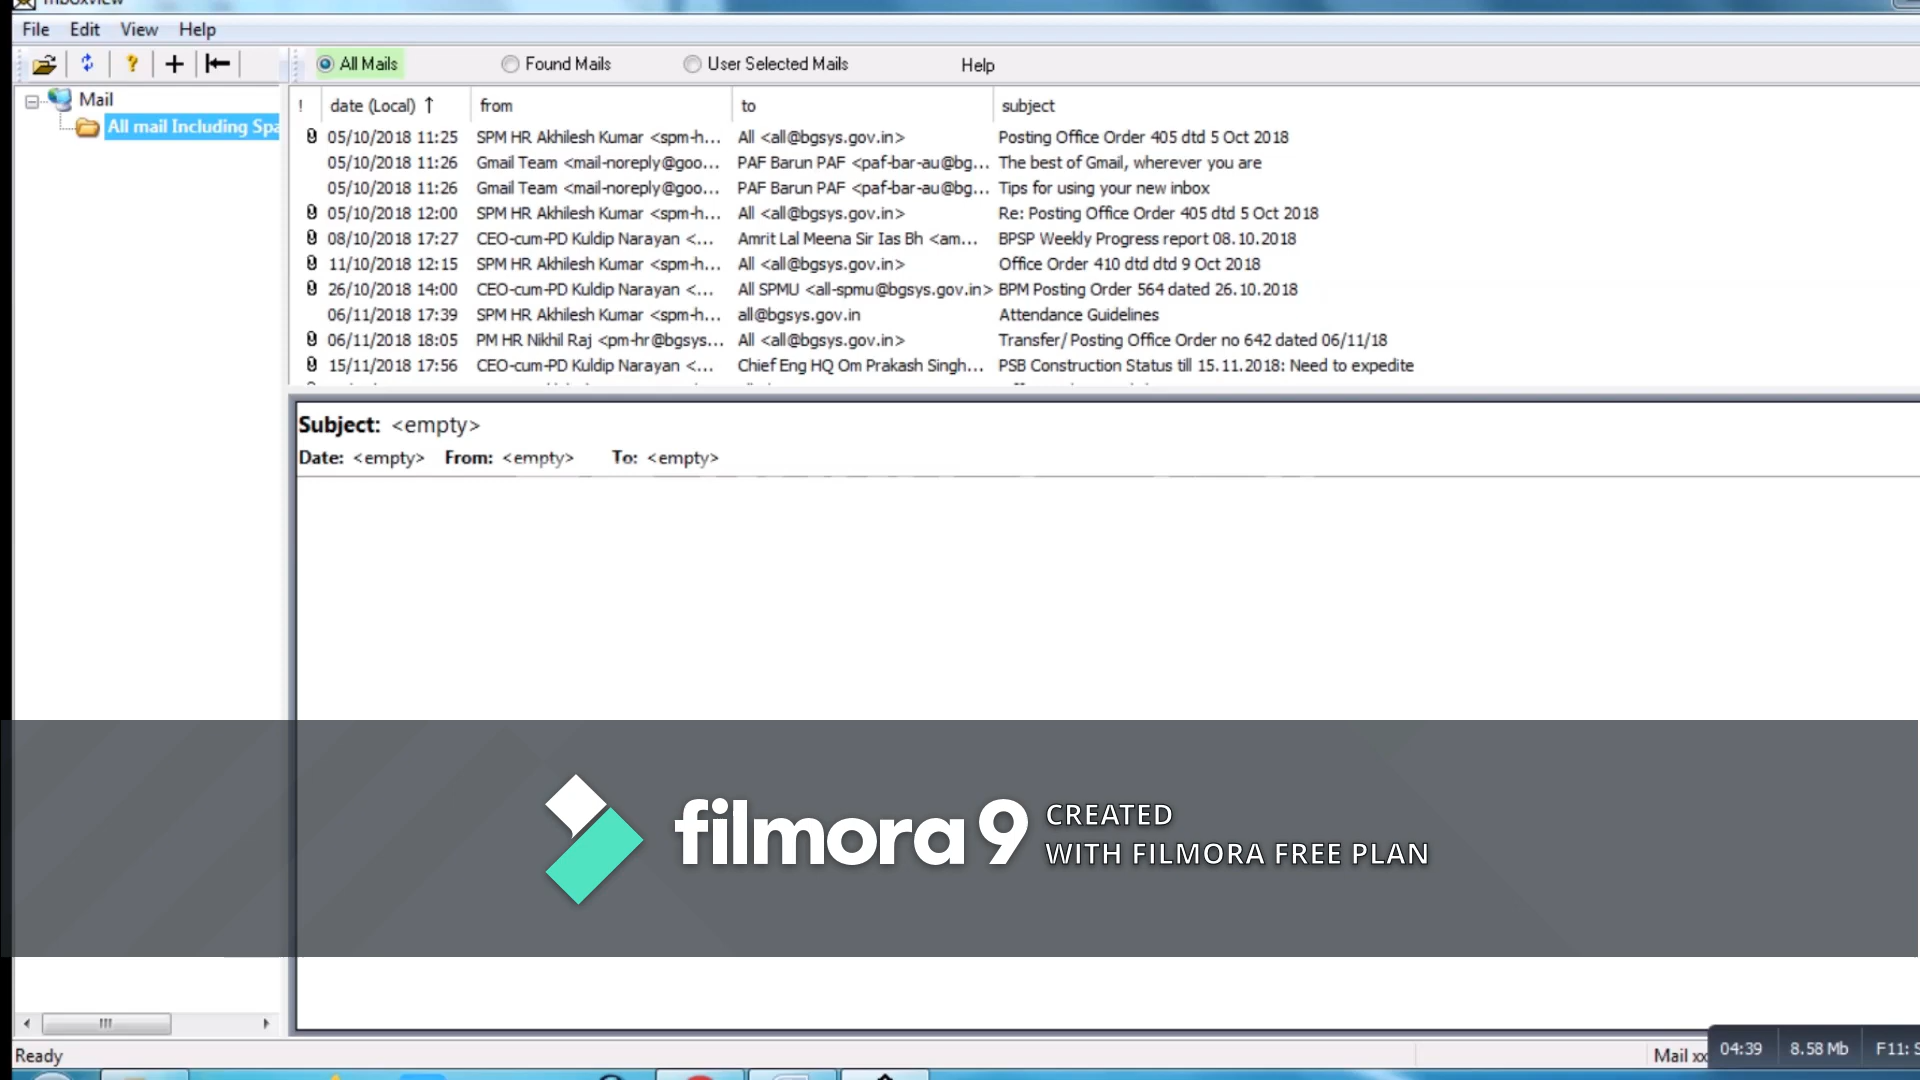 mboxview
File Edit View Help
All Mails Found Mails User Selected Mails Help
Mail
All mail Including Spa
! date (Local) ↑ from to subject
05/10/2018 11:25 SPM HR Akhilesh Kumar <spm-h... All <all@bgsys.gov.in> Posting Office Order 405 dtd 5 Oct 2018
05/10/2018 11:26 Gmail Team <mail-noreply@goo... PAF Barun PAF <paf-bar-au@bg... The best of Gmail, wherever you are
05/10/2018 11:26 Gmail Team <mail-noreply@goo... PAF Barun PAF <paf-bar-au@bg... Tips for using your new inbox
05/10/2018 12:00 SPM HR Akhilesh Kumar <spm-h... All <all@bgsys.gov.in> Re: Posting Office Order 405 dtd 5 Oct 2018
08/10/2018 17:27 CEO-cum-PD Kuldip Narayan <... Amrit Lal Meena Sir Ias Bh <am... BPSP Weekly Progress report 08.10.2018
11/10/2018 12:15 SPM HR Akhilesh Kumar <spm-h... All <all@bgsys.gov.in> Office Order 410 dtd dtd 9 Oct 2018
26/10/2018 14:00 CEO-cum-PD Kuldip Narayan <... All SPMU <all-spmu@bgsys.gov.in> BPM Posting Order 564 dated 26.10.2018
06/11/2018 17:39 SPM HR Akhilesh Kumar <spm-h... all@bgsys.gov.in Attendance Guidelines
06/11/2018 18:05 PM HR Nikhil Raj <pm-hr@bgsys... All <all@bgsys.gov.in> Transfer/ Posting Office Order no 642 dated 06/11/18
15/11/2018 17:56 CEO-cum-PD Kuldip Narayan <... Chief Eng HQ Om Prakash Singh... PSB Construction Status till 15.11.2018: Need to expedite
Subject: <empty>
Date: <empty> From: <empty> To: <empty>
filmora 9 CREATED
WITH FILMORA FREE PLAN
Ready Mail 04:39 8.58 Mb F11: